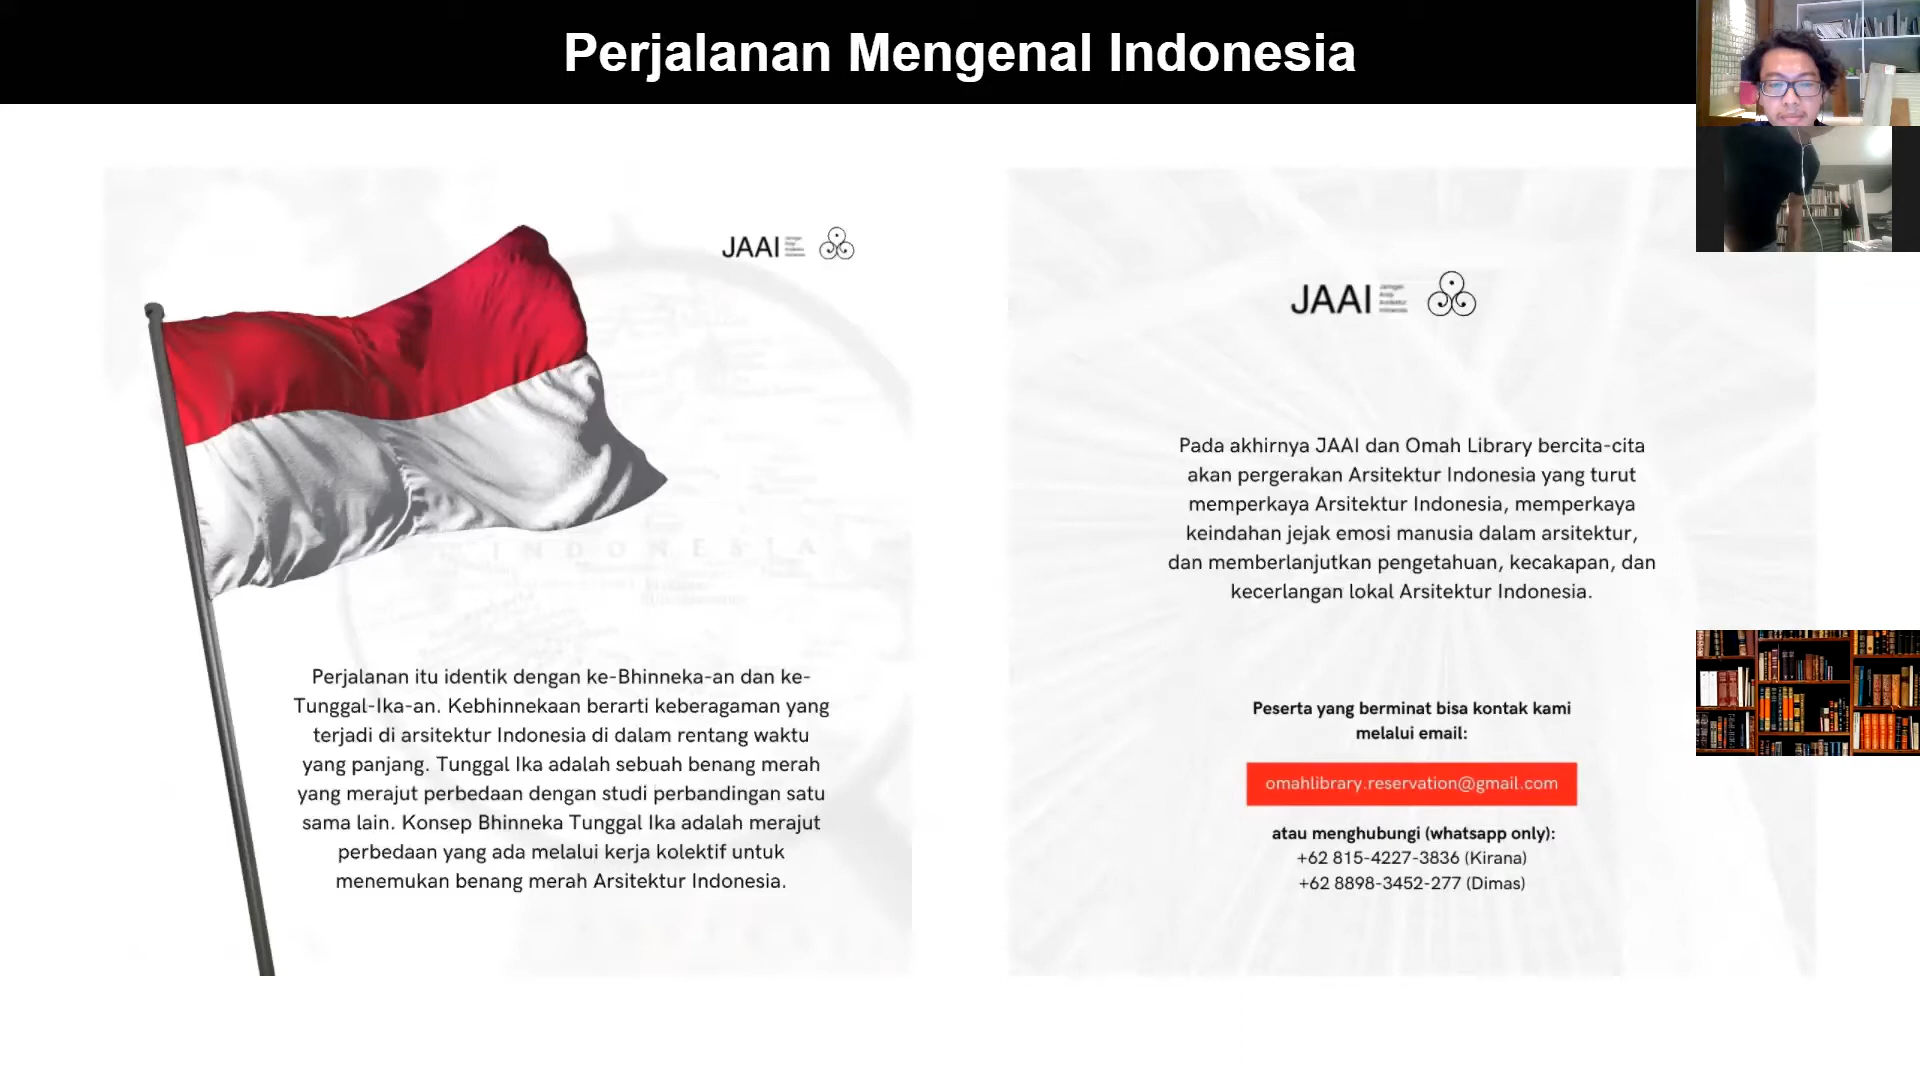 Perjalanan Mengenal Indonesia
JAAI
INDONESIA
Perjalanan itu identik dengan ke-Bhinneka-an dan ke-
Tunggal-Ika-an. Kebhinnekaan berarti keberagaman yang
terjadi di arsitektur Indonesia di dalam rentang waktu
yang panjang. Tunggal Ika adalah sebuah benang merah
yang merajut perbedaan dengan studi perbandingan satu
sama lain. Konsep Bhinneka Tunggal Ika adalah merajut
perbedaan yang ada melalui kerja kolektif untuk
menemukan benang merah Arsitektur Indonesia.
JAAI
Pada akhirnya JAAI dan Omah Library bercita-cita
akan pergerakan Arsitektur Indonesia yang turut
memperkaya Arsitektur Indonesia, memperkaya
keindahan jejak emosi manusia dalam arsitektur,
dan memberlanjutkan pengetahuan, kecakapan, dan
kecerlangan lokal Arsitektur Indonesia.
Peserta yang berminat bisa kontak kami
melalui email:
omahlibrary.reservation@gmail.com
atau menghubungi (whatsapp only):
+62 815-4227-3836 (Kirana)
+62 8898-3452-277 (Dimas)